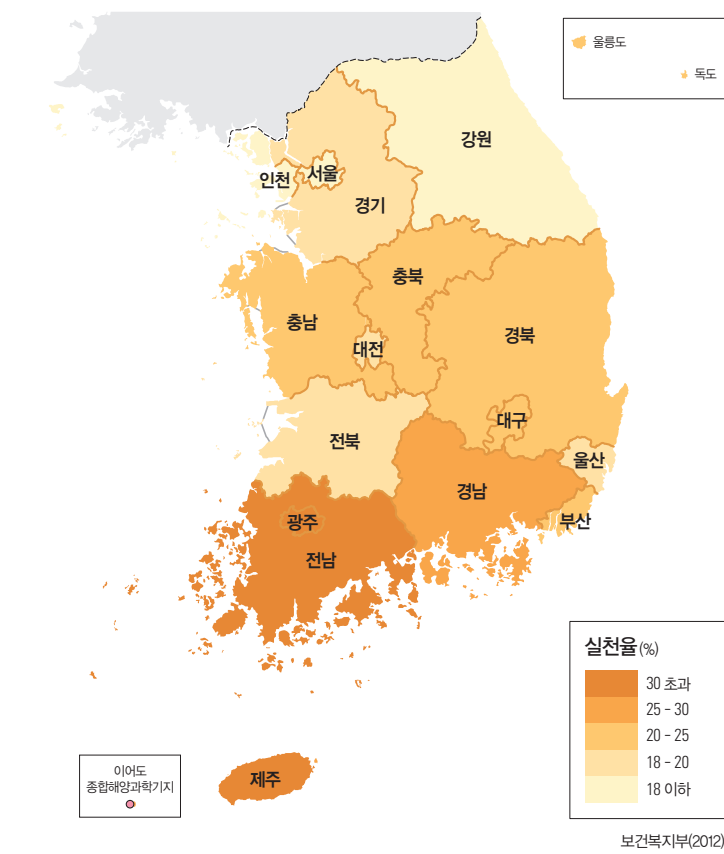 울릉도
독도
강원
서울
인천
경기
충북
충남
대전
경북
대구
전북
울산
경남
부산
광주
전남
제주
이어도
종합해양과학기지
실천율(%)
30 초과
25 - 30
20 - 25
18 - 20
18 이하
보건복지부(2012)